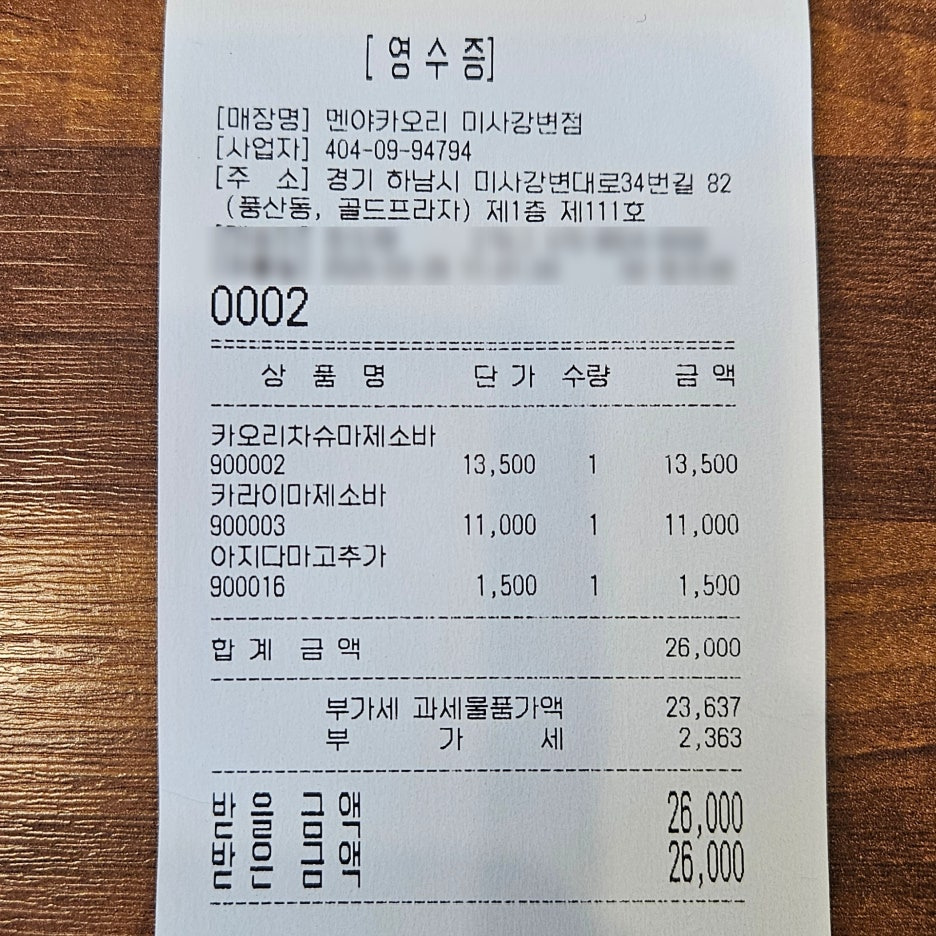 [ 영 수 증]
[매장명] 멘야카오리 미사강변점
[사업자] 404-09-94794
[주 소] 경기 하남시 미사강변대로34번길 82
(풍산동, 골드프라자) 제1층 제111호
0002
상 품 명 단 가 수량 금 액
카오리차슈마제소바
900002 13,500 1 13,500
카라이마제소바
900003 11,000 1 11,000
아지다마고추가
900016 1,500 1 1,500
합 계 금 액 26,000
부가세 과세물품가액 23,637
부 가 세 2,363
받 을 금 액 26,000
받 은 금 액 26,000